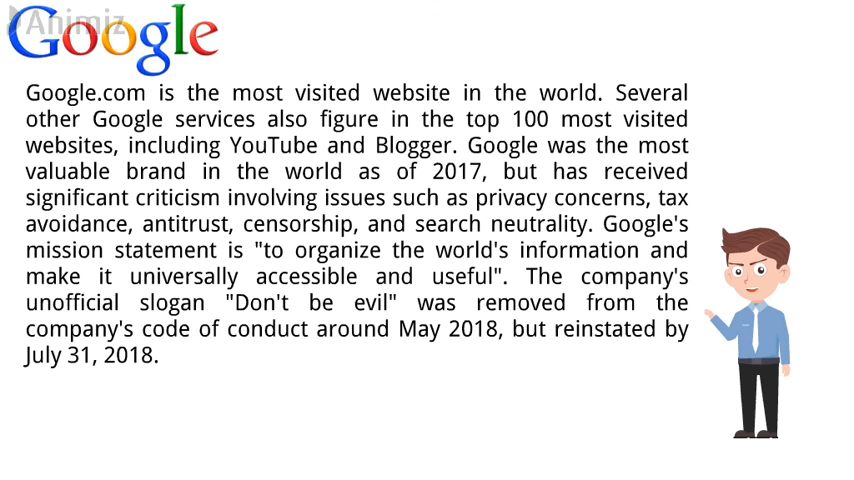 Animiz
Google
Google.com is the most visited website in the world. Several
other Google services also figure in the top 100 most visited
websites, including YouTube and Blogger. Google was the most
valuable brand in the world as of 2017, but has received
significant criticism involving issues such as privacy concerns, tax
avoidance, antitrust, censorship, and search neutrality. Google's
mission statement is "to organize the world's information and
make it universally accessible and useful". The company's
unofficial slogan "Don't be evil" was removed from the
company's code of conduct around May 2018, but reinstated by
July 31, 2018.